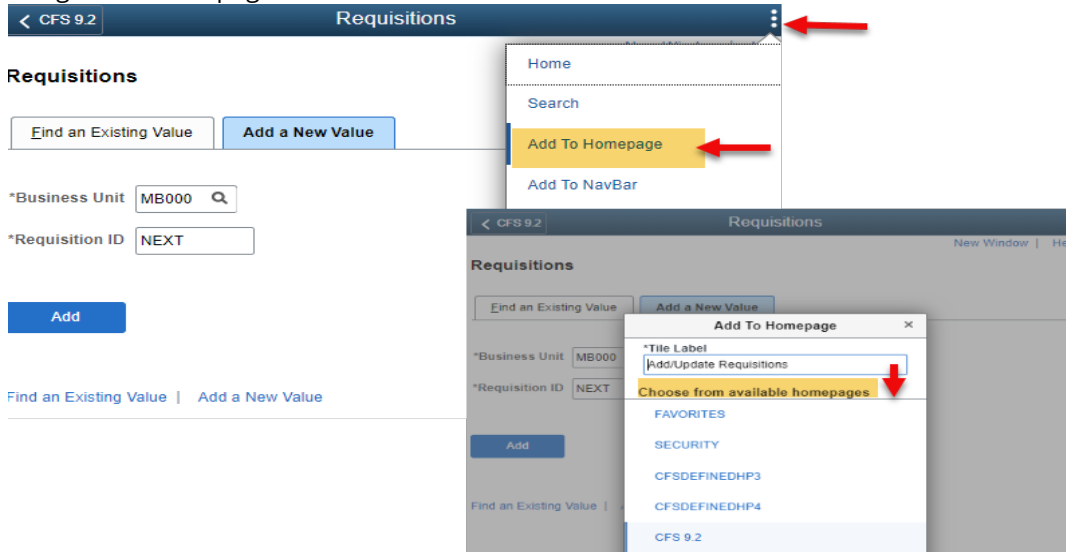 CFS 9.2
Requisitions
Requisitions
Find an Existing Value
Add a New Value
*Business Unit MB000
*Requisition ID NEXT
Add
Find an Existing Value | Add a New Value
Home
Search
Add To Homepage
Add To NavBar
CFS 9.2
Requisitions
New Window |
Requisitions
Find an Existing Value
Add a New Value
*Business Unit MB000
*Requisition ID NEXT
Add
Find an Existing Value |
Add To Homepage ×
*Tile Label
Add/Update Requisitions
Choose from available homepages
FAVORITES
SECURITY
CFSDEFINEDHP3
CFSDEFINEDHP4
CFS 9.2